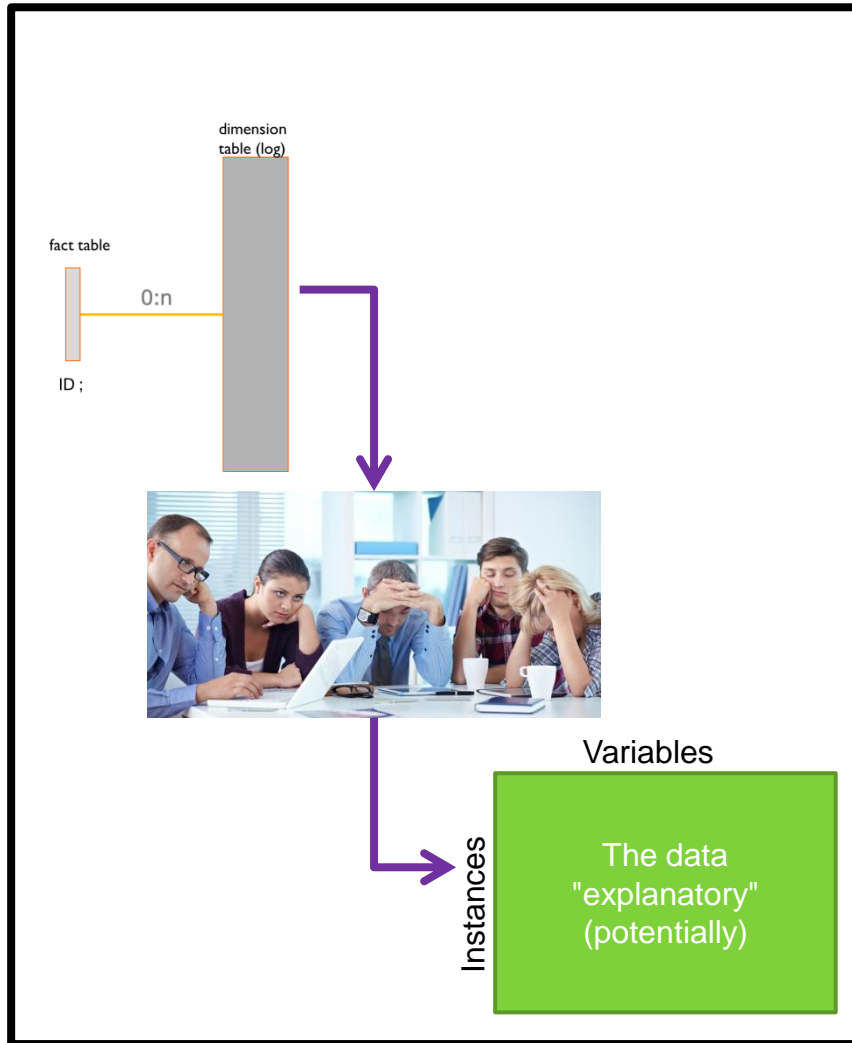 dimension
table (log)
fact table
0:n
ID ;
Variables
Instances
The data
"explanatory"
(potentially)